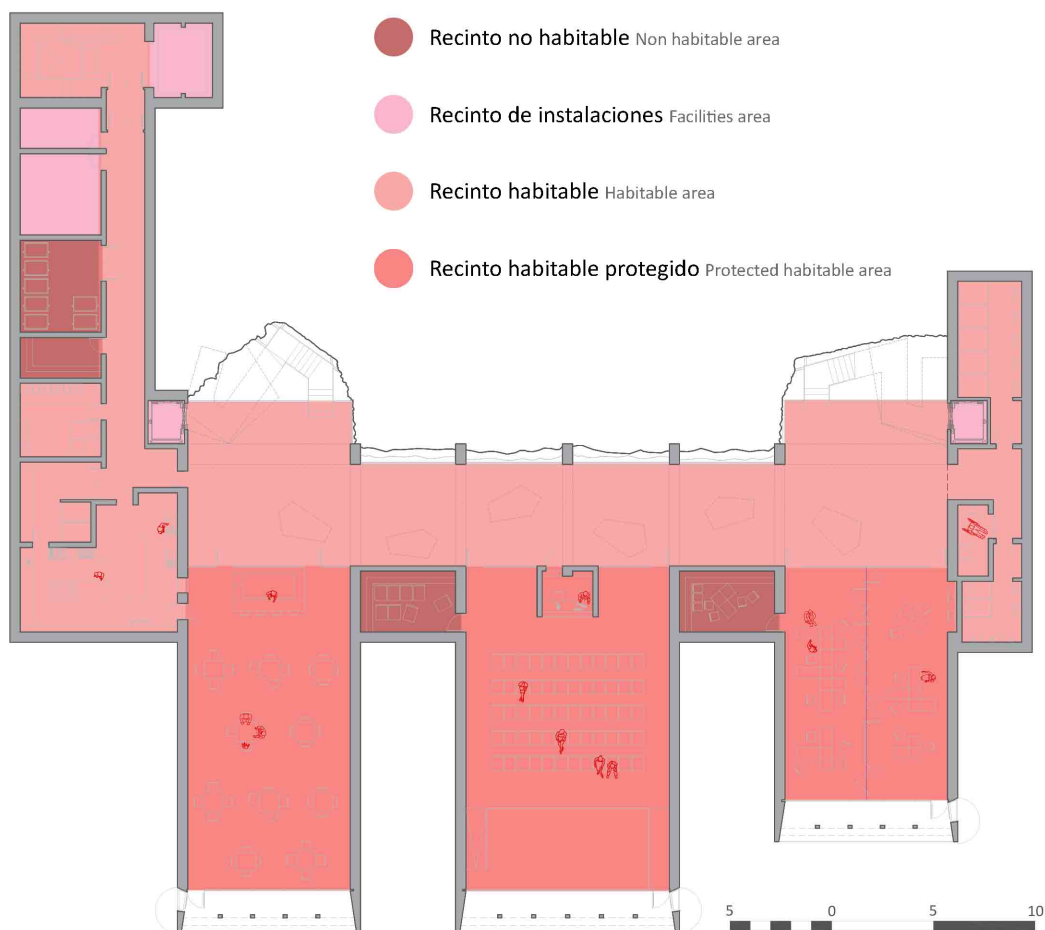 Recinto no habitable Non habitable area
Recinto de instalaciones Facilities area
Recinto habitable Habitable area
Recinto habitable protegido Protected habitable area
5 0 5 10